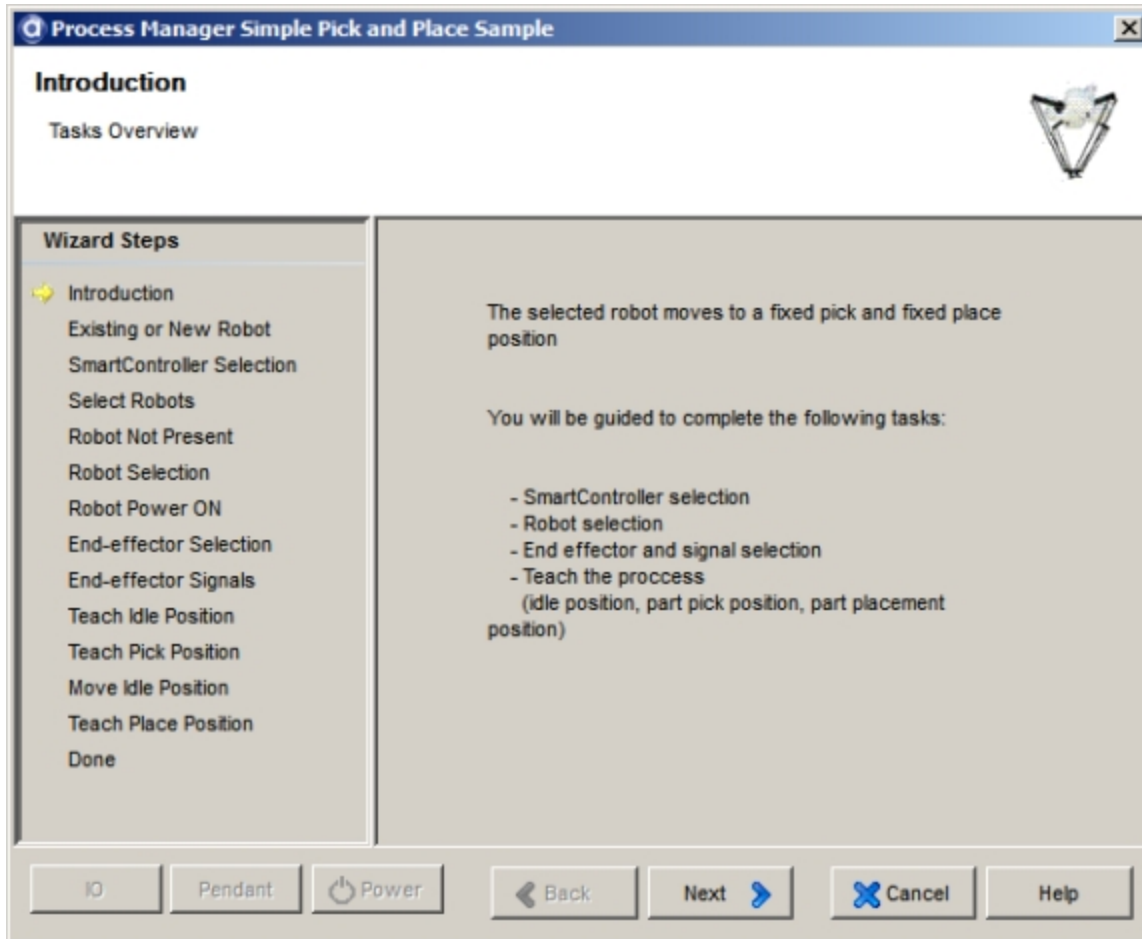 Process Manager Simple Pick and Place Sample
Introduction
Tasks Overview
Wizard Steps
Introduction
Existing or New Robot
SmartController Selection
Select Robots
Robot Not Present
Robot Selection
Robot Power ON
End-effector Selection
End-effector Signals
Teach Idle Position
Teach Pick Position
Move Idle Position
Teach Place Position
Done
The selected robot moves to a fixed pick and fixed place
position
You will be guided to complete the following tasks:
- SmartController selection
- Robot selection
- End effector and signal selection
- Teach the proccess
(idle position, part pick position, part placement
position)
IO
Pendant
Power
Back
Next
Cancel
Help